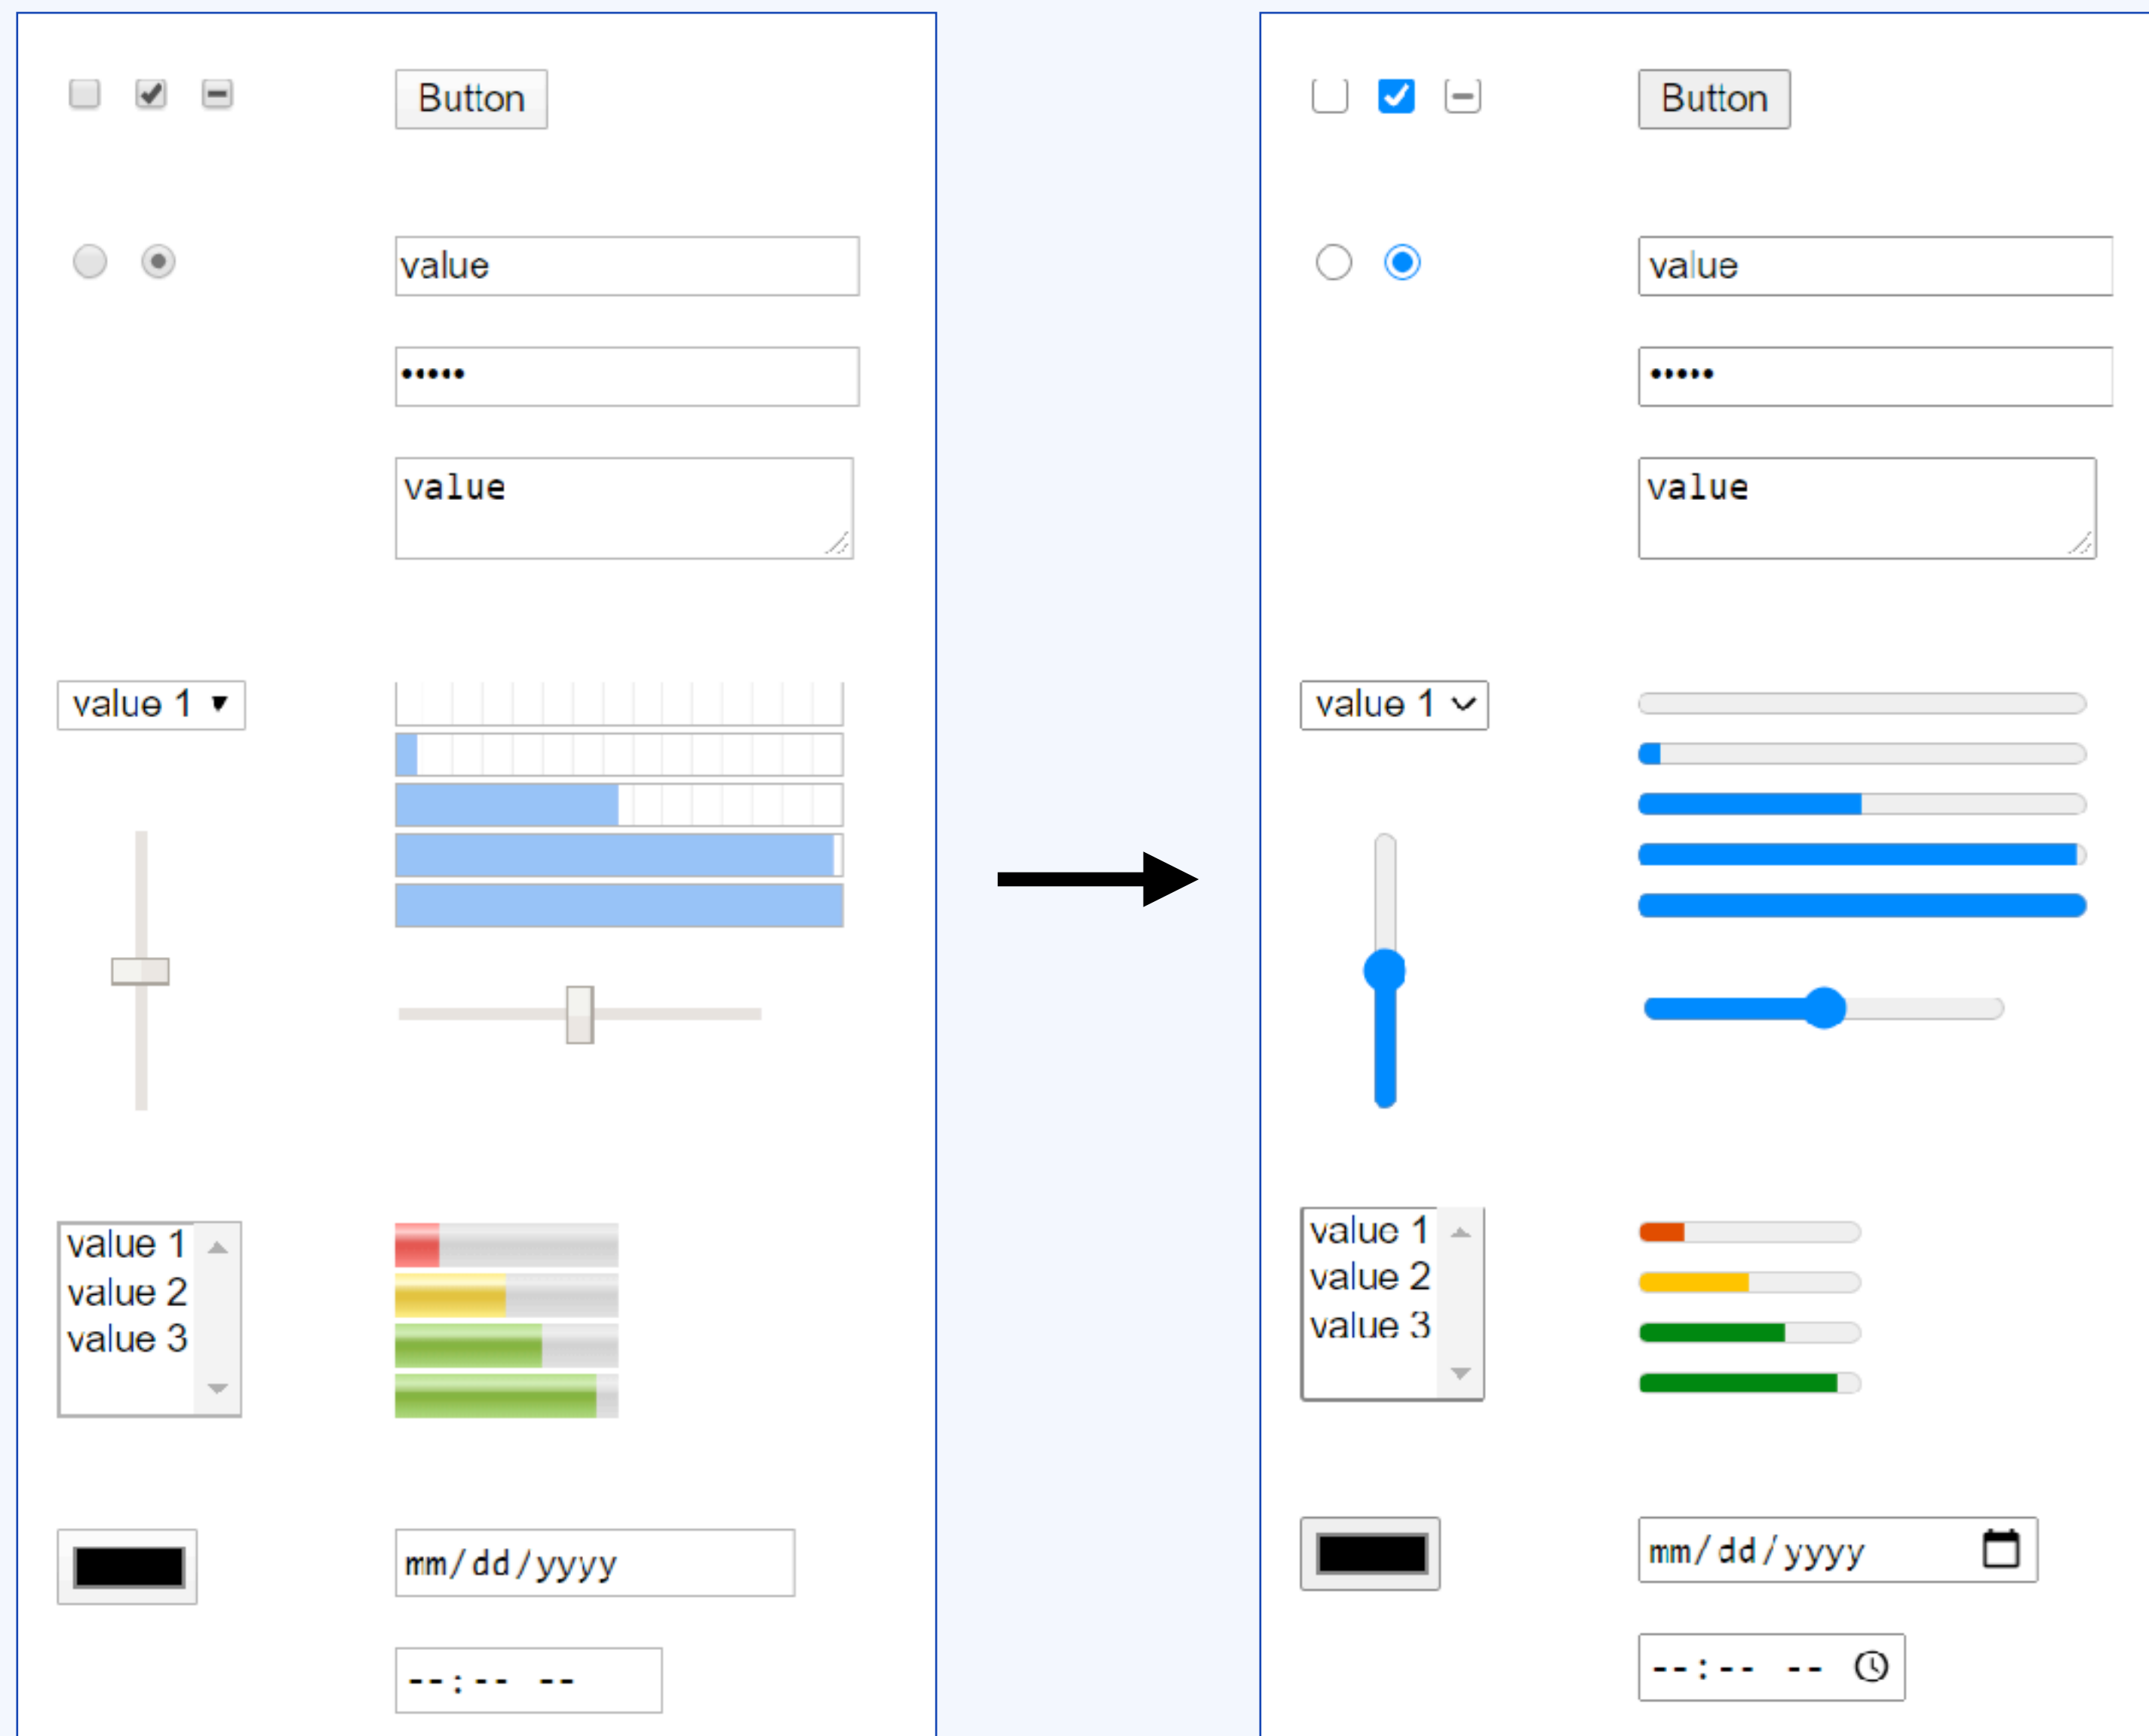 Button
value
•••••
value
value 1
value 1
value 2
value 3
mm/dd/yyyy
--:-- --
Button
value
•••••
value
value 1
value 1
value 2
value 3
mm/dd/yyyy
--:-- --